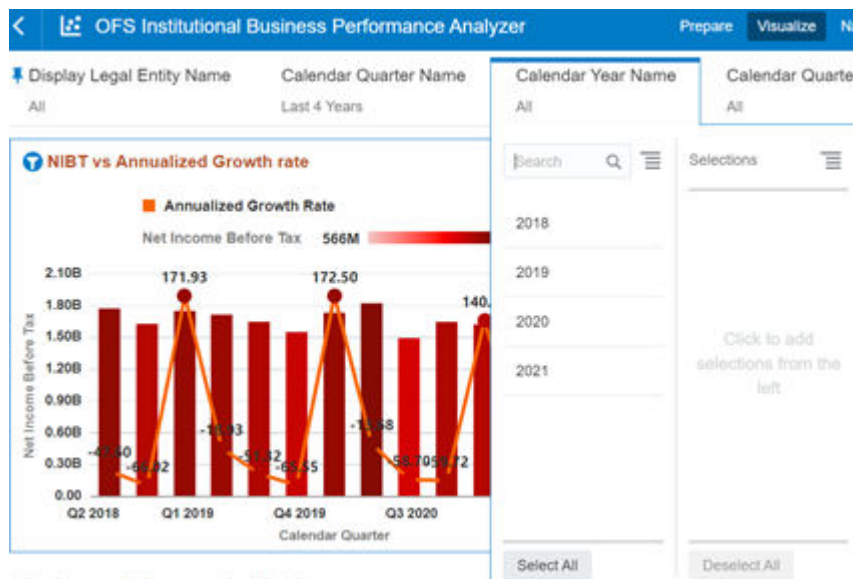 OFS Institutional Business Performance Analyzer
Prepare
Visualize
Display Legal Entity Name
All
Calendar Quarter Name
Last 4 Years
Calendar Year Name
All
Calendar Quarte
All
NIBT vs Annualized Growth rate
Annualized Growth Rate
Net Income Before Tax 566M
Net Income Before Tax
2.10B
1.80B
1.50B
1.20B
0.90B
0.60B
0.30B
0.00
171.93
172.50
140.
-66.02
-65.55
Q2 2018
Q1 2019
Q4 2019
Q3 2020
Calendar Quarter
Search
2018
2019
2020
2021
Select All
Selections
Click to add
selections from the
left
Deselect All